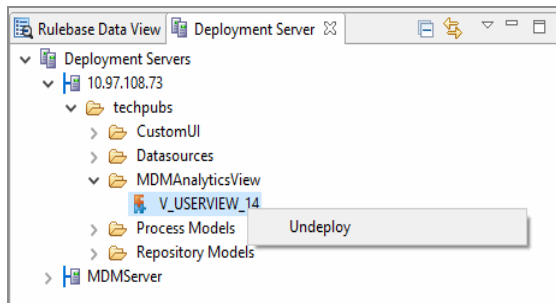 Rulebase Data View Deployment Server
Deployment Servers
10.97.108.73
techpubs
CustomUI
Datasources
MDMAnalyticsView
V_USERVIEW_14
Process Models Undeploy
Repository Models
MDMServer